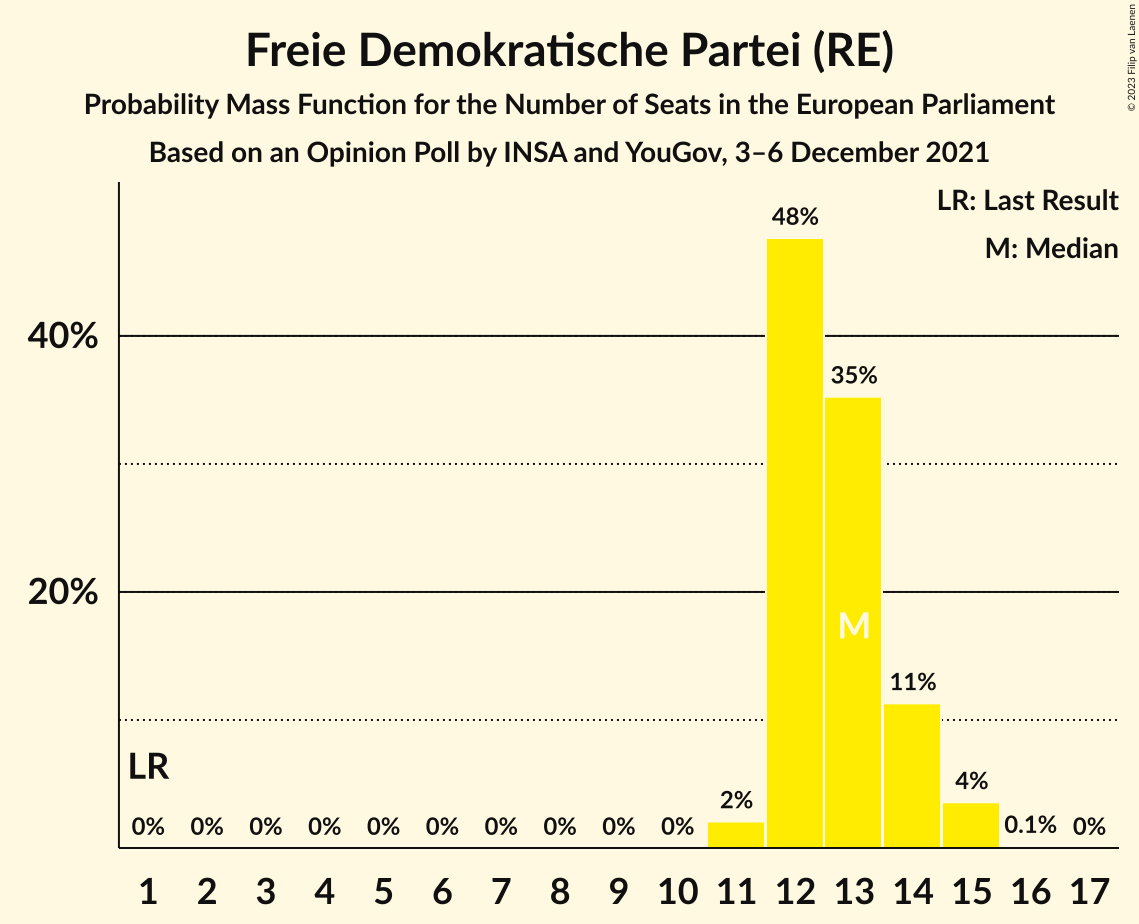 Freie Demokratische Partei (RE)
Probability Mass Function for the Number of Seats in the European Parliament
Based on an Opinion Poll by INSA and YouGov, 3–6 December 2021
© 2023 Filip van Laenen
LR: Last Result
M: Median
48%
40%
35%
20%
M
11%
LR
4%
2%
0% 0% 0% 0% 0% 0% 0% 0% 0% 0% 0.1% 0%
1 2 3 4 5 6 7 8 9 10 11 12 13 14 15 16 17